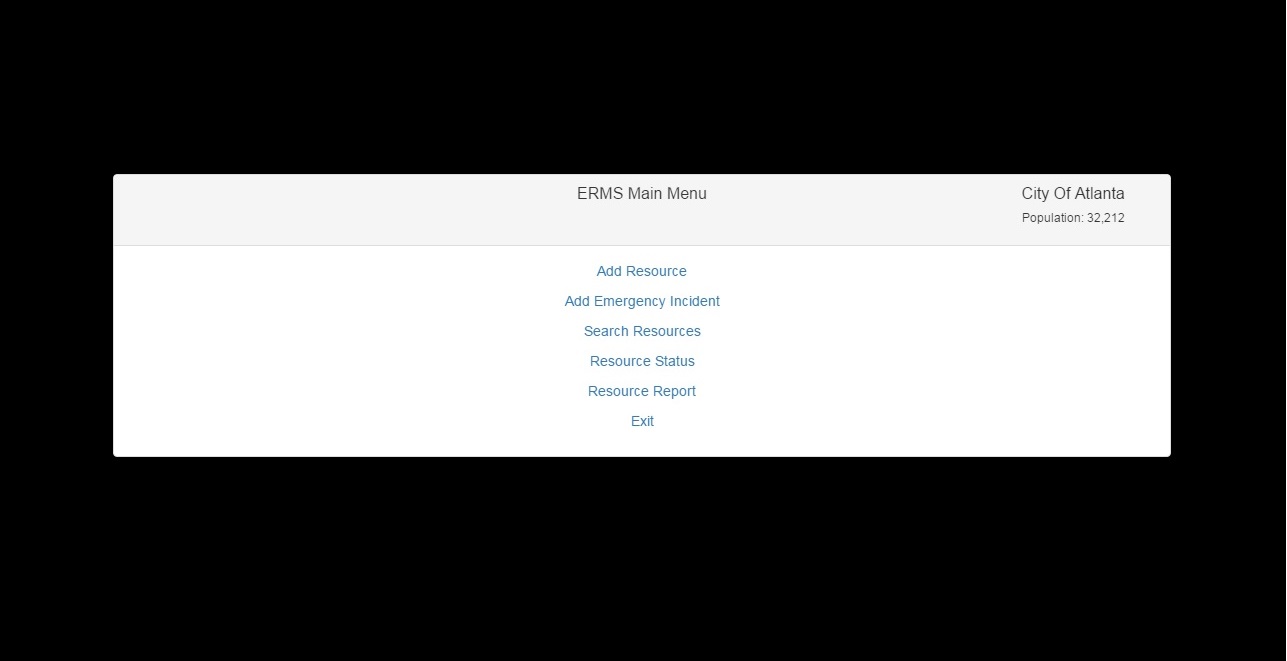 ERMS Main Menu
City Of Atlanta
Population: 32,212
Add Resource
Add Emergency Incident
Search Resources
Resource Status
Resource Report
Exit